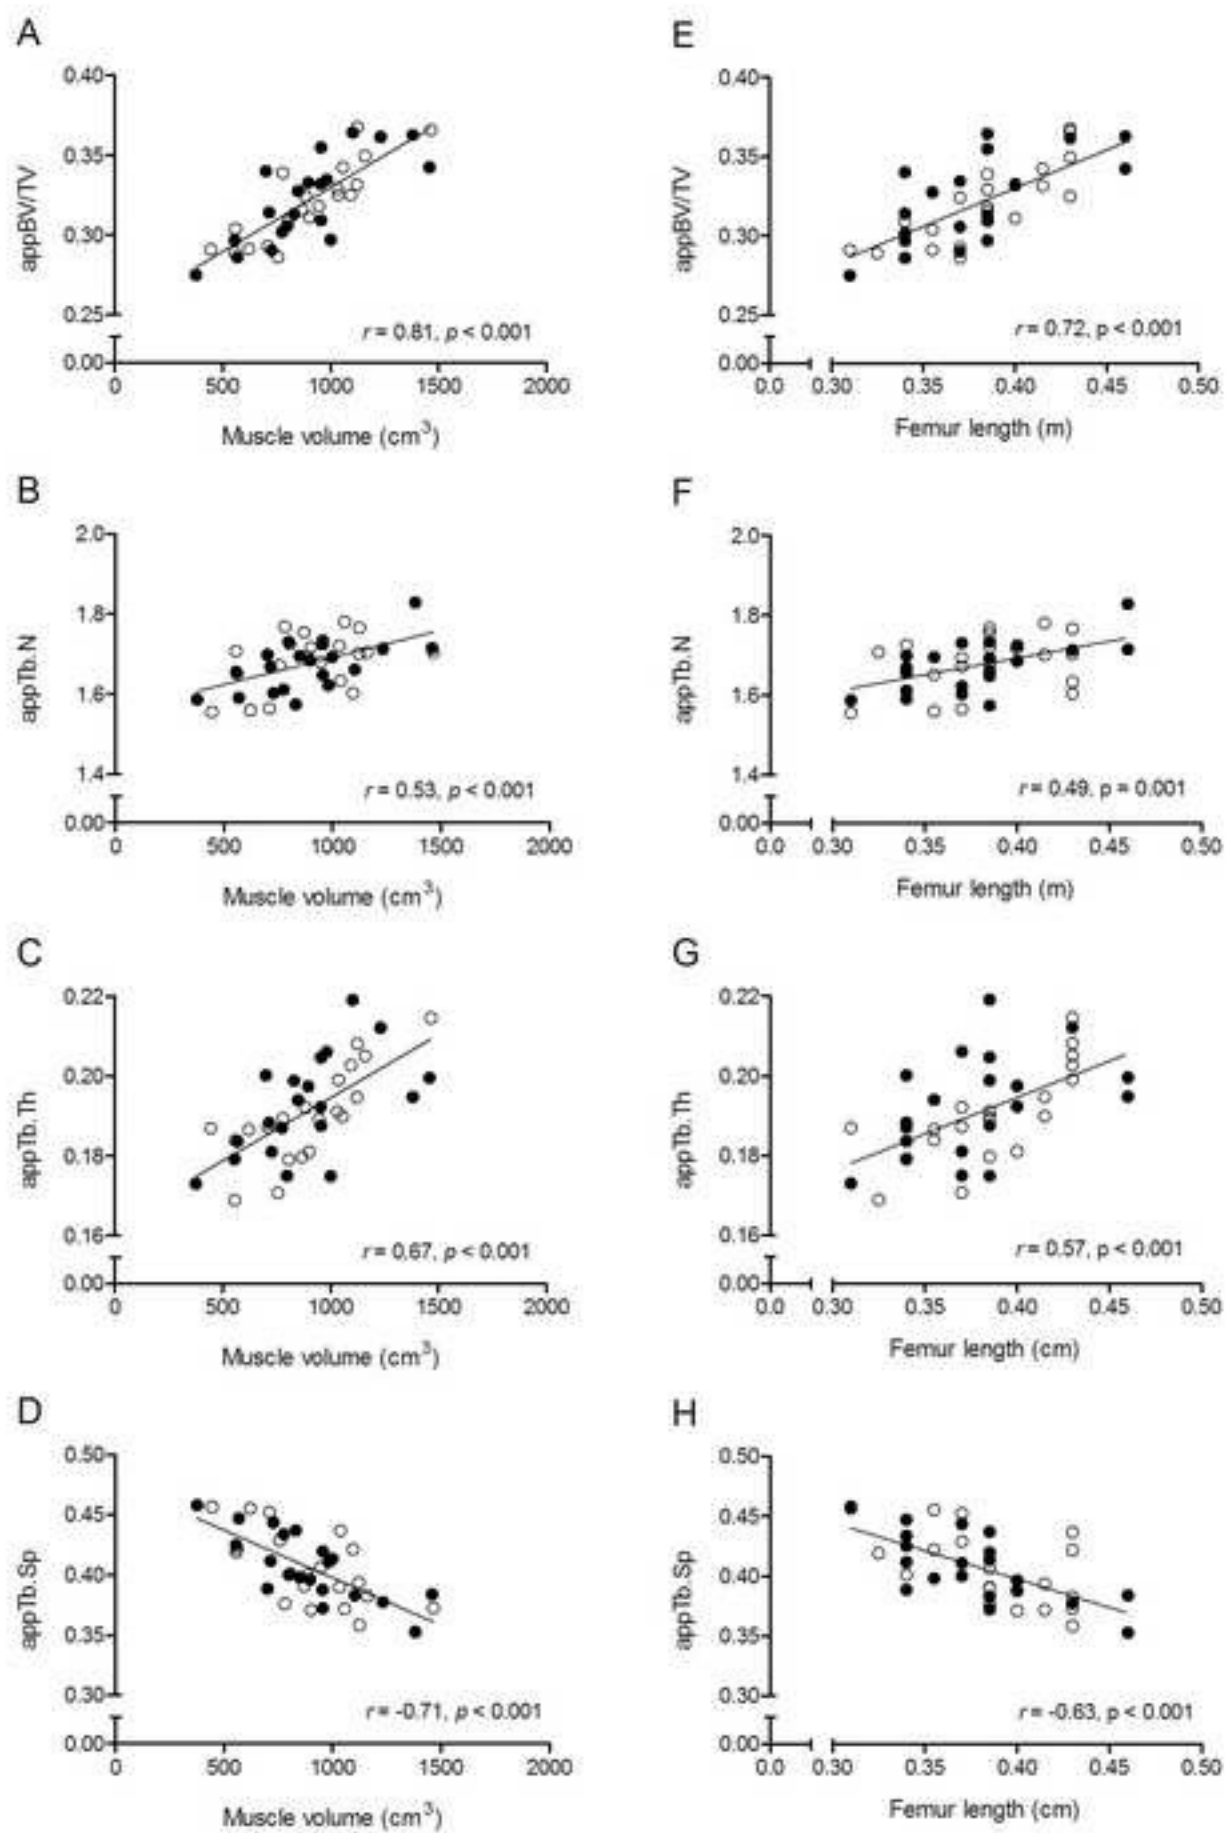 A
appBV/TV
0.40
0.35
0.30
0.25
0.00
r = 0.81, p < 0.001
0 500 1000 1500 2000
Muscle volume (cm³)
E
appBV/TV
0.40
0.35
0.30
0.25
0.00
r = 0.72, p < 0.001
0.0 0.30 0.35 0.40 0.45 0.50
Femur length (m)
B
appTb.N
2.0
1.8
1.6
1.4
0.00
r = 0.53, p < 0.001
0 500 1000 1500 2000
Muscle volume (cm³)
F
appTb.N
2.0
1.8
1.6
1.4
0.00
r = 0.49, p = 0.001
0.0 0.30 0.35 0.40 0.45 0.50
Femur length (m)
C
appTb.Th
0.22
0.20
0.18
0.16
0.00
r = 0.67, p < 0.001
0 500 1000 1500 2000
Muscle volume (cm³)
G
appTb.Th
0.22
0.20
0.18
0.16
0.00
r = 0.57, p < 0.001
0.0 0.30 0.35 0.40 0.45 0.50
Femur length (cm)
D
appTb.Sp
0.50
0.45
0.40
0.35
0.30
0.00
r = -0.71, p < 0.001
0 500 1000 1500 2000
Muscle volume (cm³)
H
appTb.Sp
0.50
0.45
0.40
0.35
0.30
0.00
r = -0.63, p < 0.001
0.0 0.30 0.35 0.40 0.45 0.50
Femur length (cm)